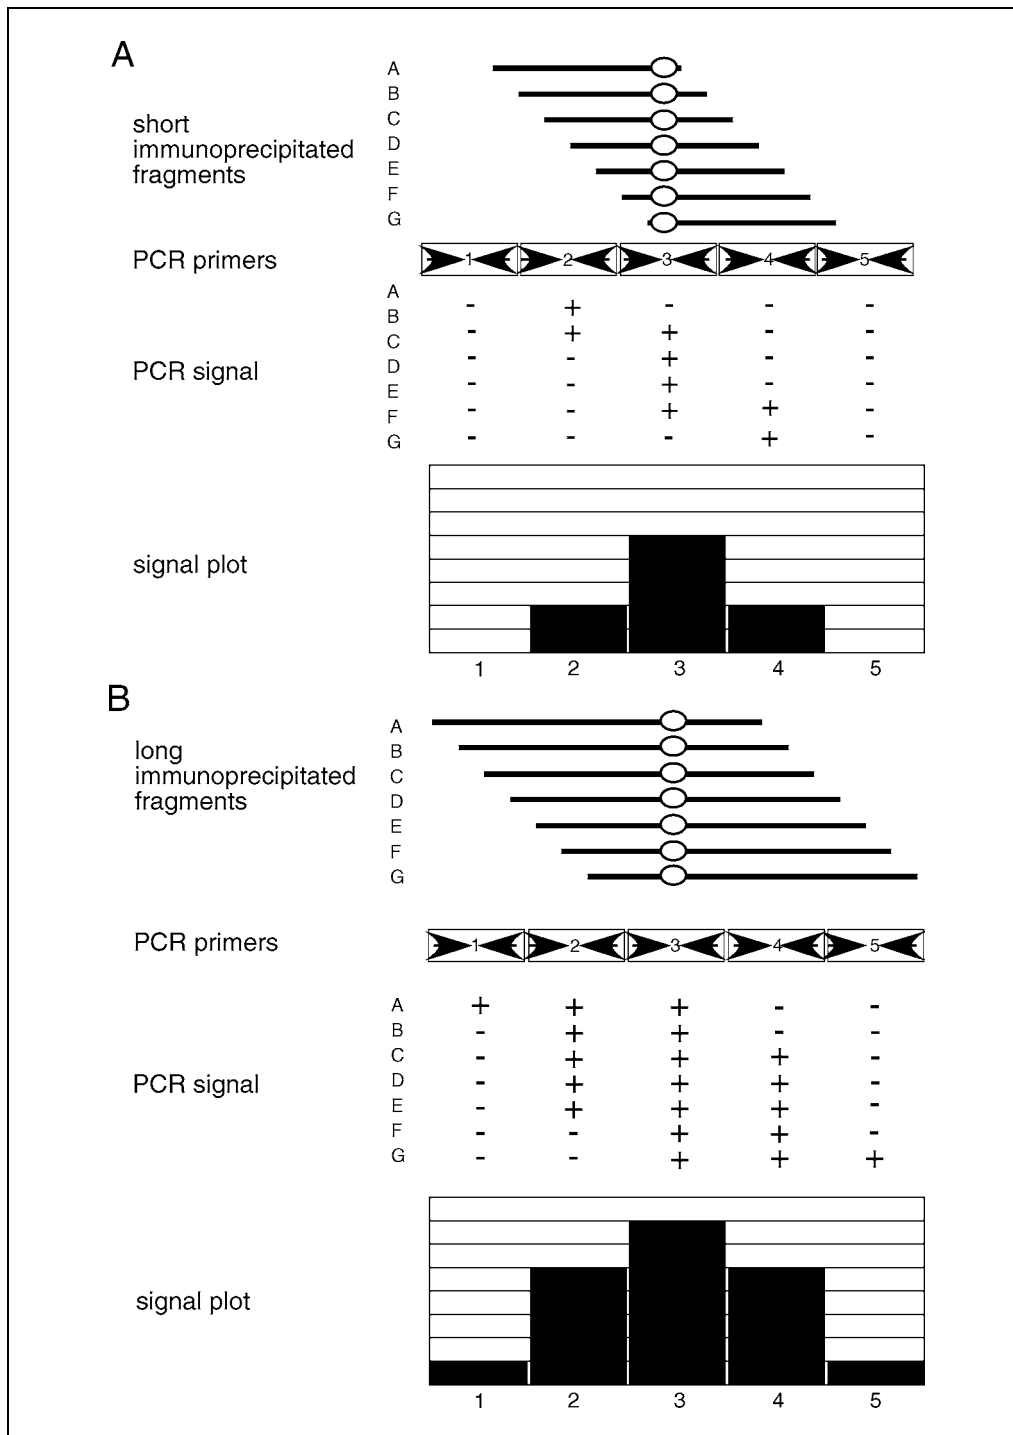 A
short
immunoprecipitated
fragments
A
B
C
D
E
F
G
PCR primers
1 2 3 4 5
PCR signal
A
B
C
D
E
F
G
- + - - -
- + + - -
- - + - -
- - + - -
- - + + -
- - - + -
signal plot
1 2 3 4 5
B
long
immunoprecipitated
fragments
A
B
C
D
E
F
G
PCR primers
1 2 3 4 5
PCR signal
A + + + - -
B - + + - -
C - + + + -
D - + + + -
E - + + + -
F - - + + -
G - - + + +
signal plot
1 2 3 4 5